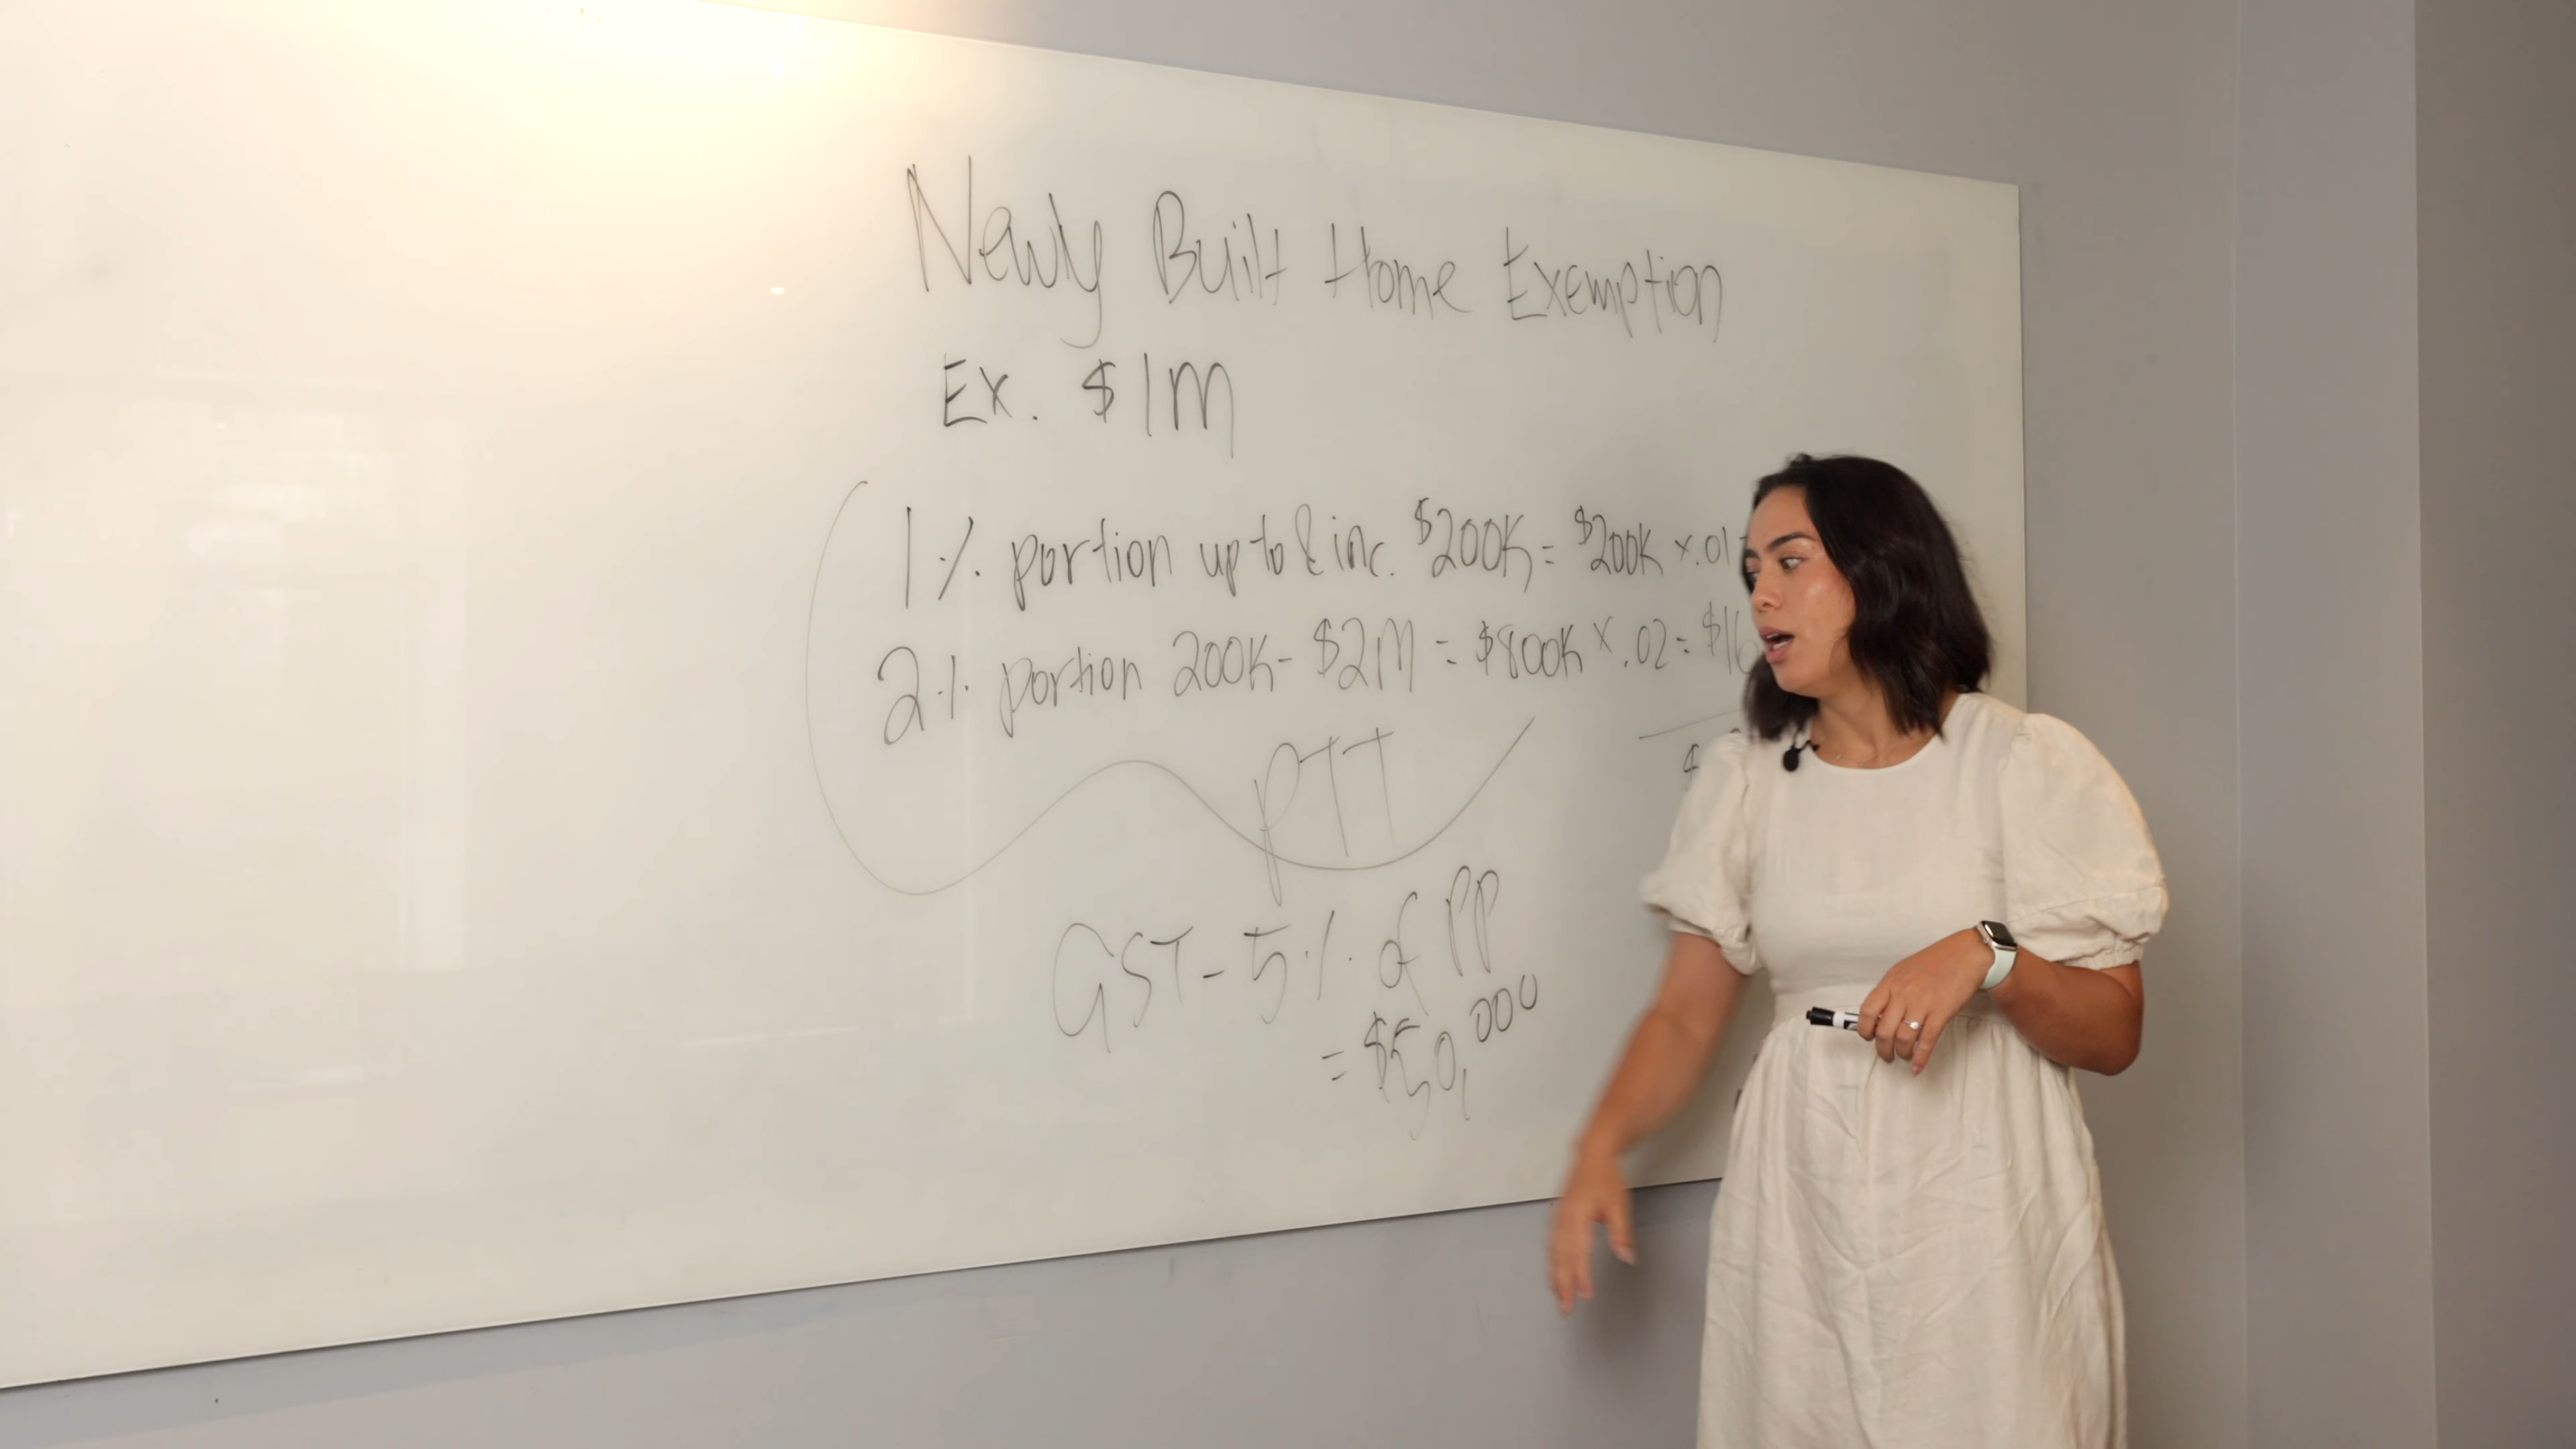 Newly Built Home Exemption
Ex. $1M
1% portion up to & inc. $200K = $200K x .01
2% portion 200K - $2M = $800K x .02 = $16
$
PTT
GST - 5% of PP
= $50,000